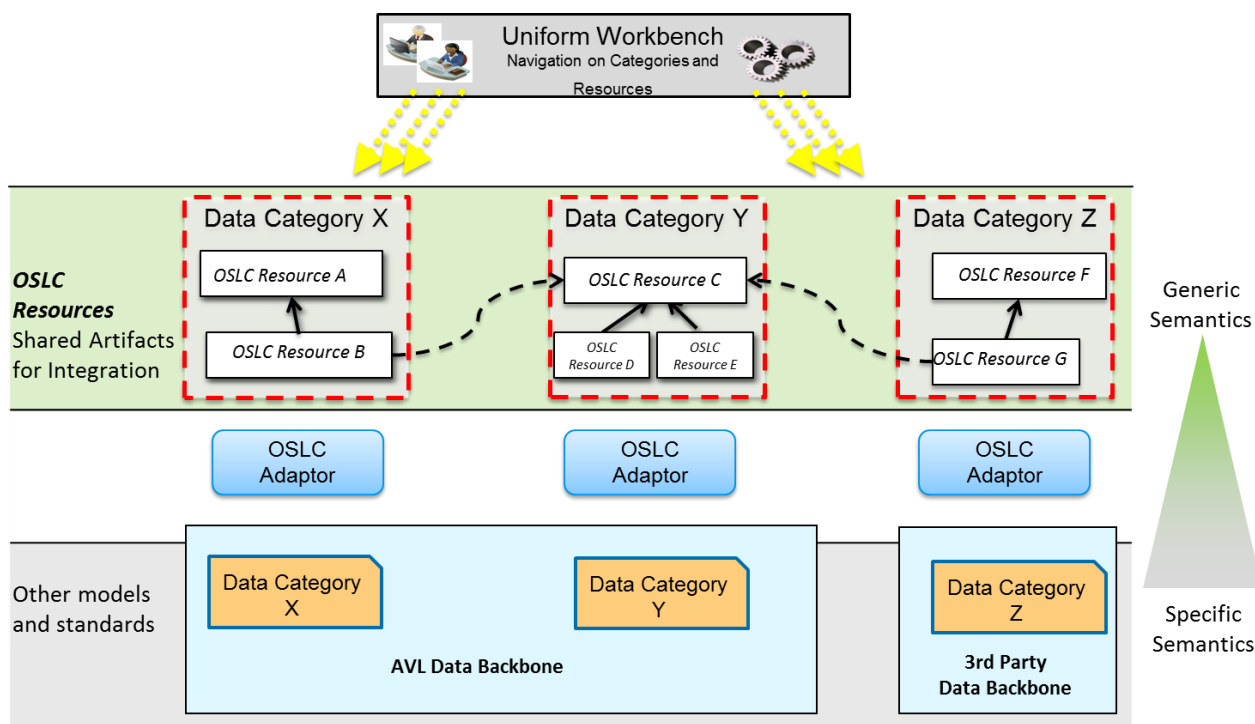 Uniform Workbench
Navigation on Categories and
Resources
Data Category X
Data Category Y
Data Category Z
OSLC
Resources
Shared Artifacts
for Integration
OSLC Resource A
OSLC Resource B
OSLC Resource C
OSLC
Resource D
OSLC
Resource E
OSLC Resource F
OSLC Resource G
Generic
Semantics
OSLC
Adaptor
OSLC
Adaptor
OSLC
Adaptor
Other models
and standards
Data Category
X
Data Category
Y
Data Category
Z
AVL Data Backbone
3rd Party
Data Backbone
Specific
Semantics